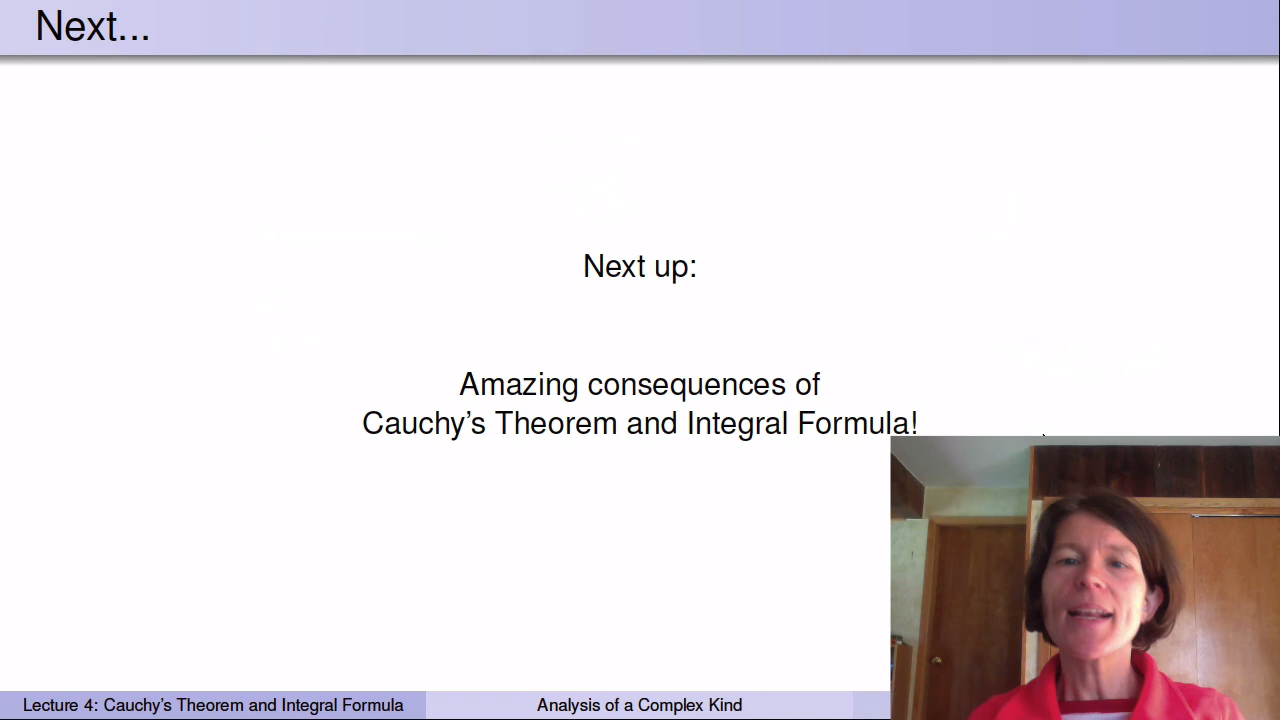 Next...
Next up:
Amazing consequences of
Cauchy's Theorem and Integral Formula!
Lecture 4: Cauchy's Theorem and Integral Formula
Analysis of a Complex Kind